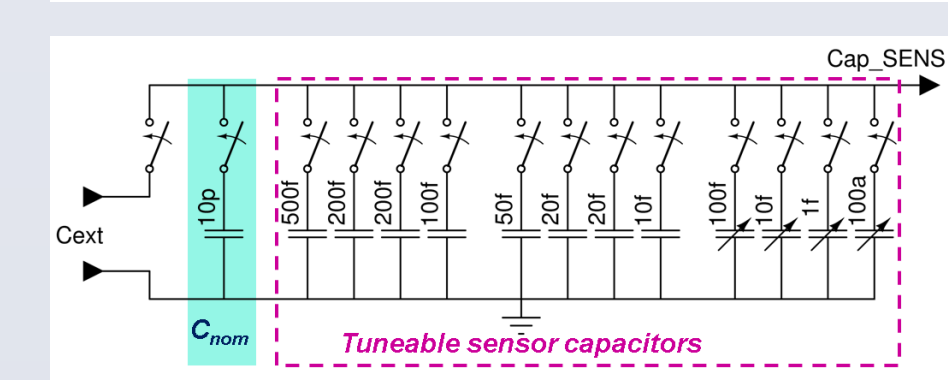 Cap_SENS
Cext
10p
500f
200f
200f
100f
50f
20f
20f
10f
100f
10f
1f
100a
Cnom
Tuneable sensor capacitors